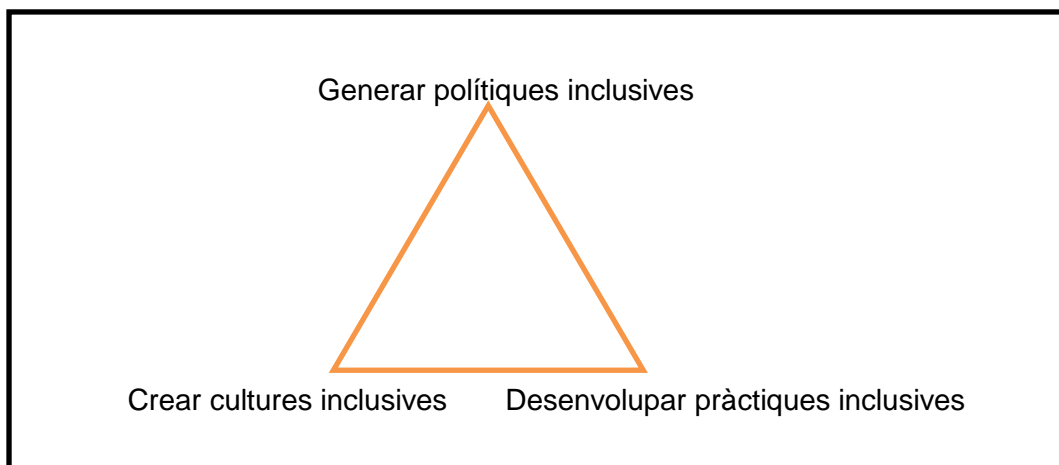 Generar polítiques inclusives
Crear cultures inclusives
Desenvolupar pràctiques inclusives